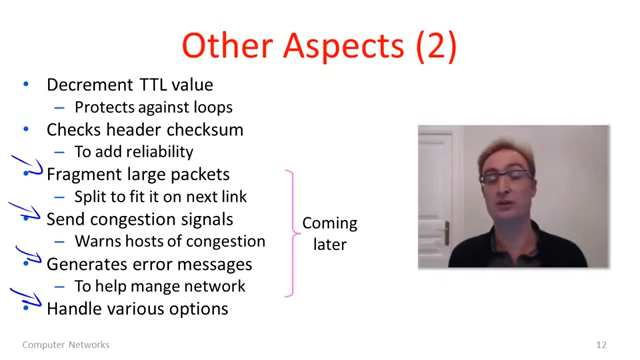 Other Aspects (2)
• Decrement TTL value
– Protects against loops
• Checks header checksum
– To add reliability
• Fragment large packets
– Split to fit it on next link
• Send congestion signals
– Warns hosts of congestion
• Generates error messages
– To help mange network
• Handle various options
Coming
later
Computer Networks
12